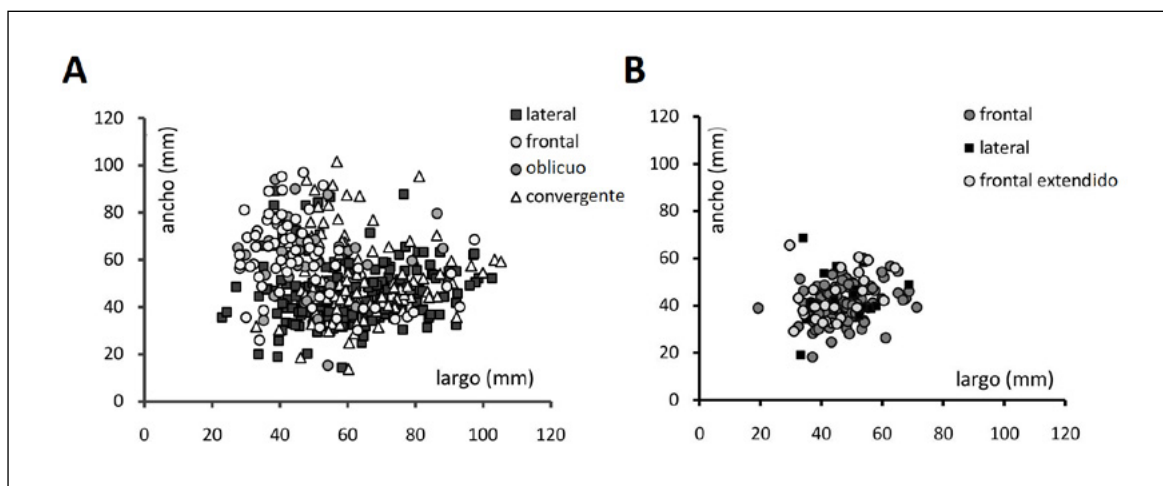 A
ancho (mm)
120
100
80
60
40
20
0
0 20 40 60 80 100 120
largo (mm)
lateral
frontal
oblicuo
convergente
B
ancho (mm)
120
100
80
60
40
20
0
0 20 40 60 80 100 120
largo (mm)
frontal
lateral
frontal extendido